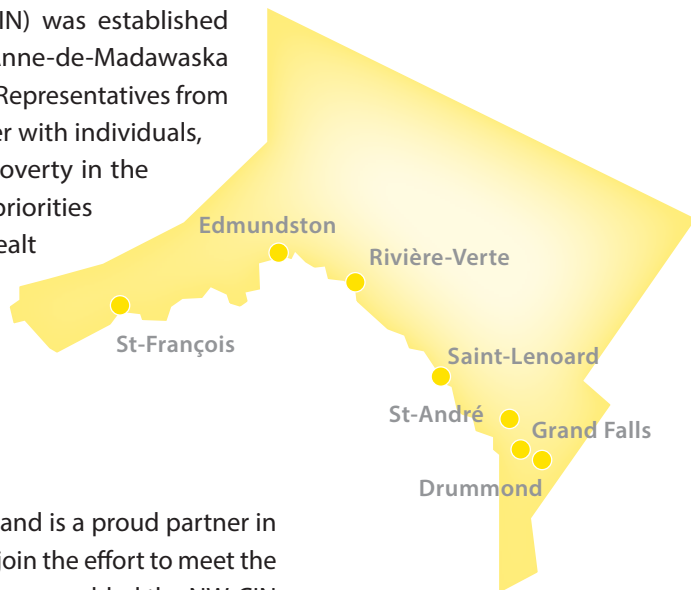 IN) was established
nne-de-Madawaska
Representatives from
er with individuals,
overty in the
priorities
ealt
Edmundston
Rivière-Verte
St-François
Saint-Lenoard
St-André
Grand Falls
Drummond
and is a proud partner in
join the effort to meet the